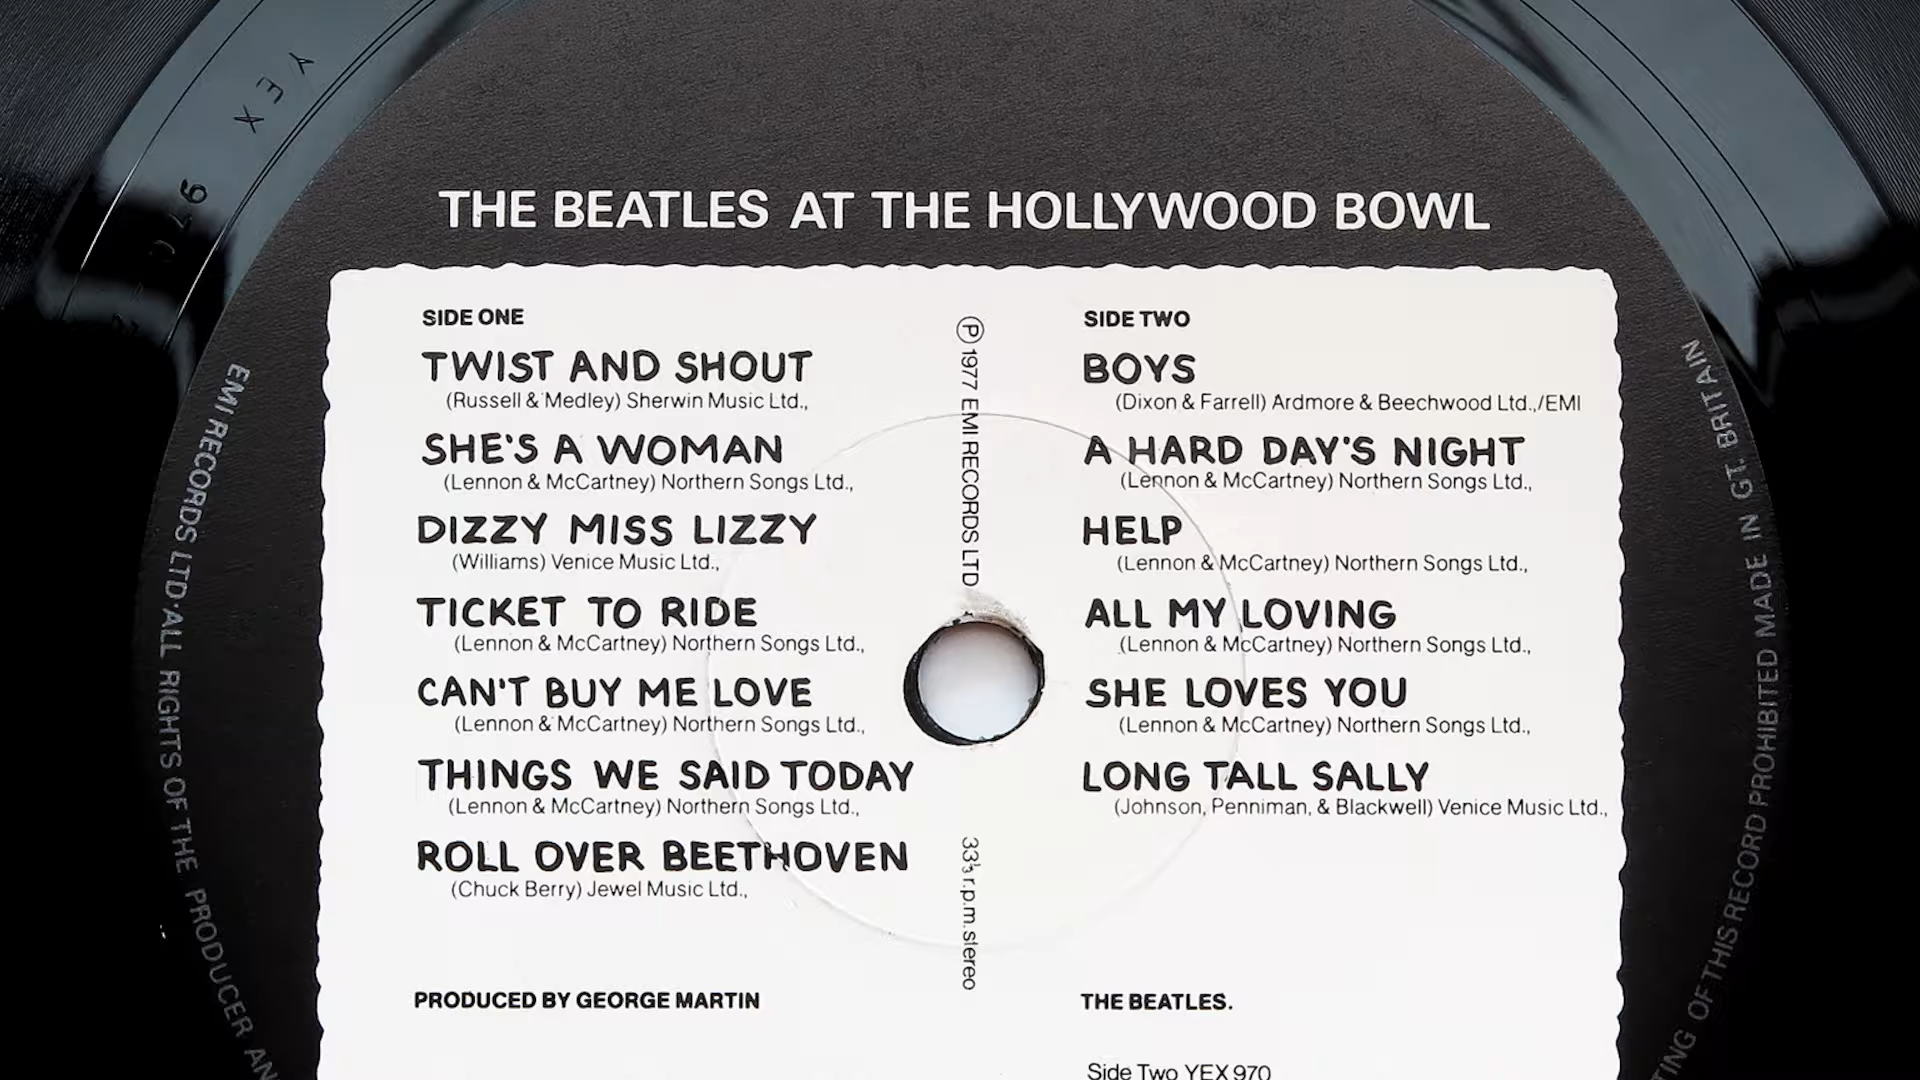 THE BEATLES AT THE HOLLYWOOD BOWL
SIDE ONE
TWIST AND SHOUT
(Russell & Medley) Sherwin Music Ltd.,
SHE'S A WOMAN
(Lennon & McCartney) Northern Songs Ltd.,
DIZZY MISS LIZZY
(Williams) Venice Music Ltd.,
TICKET TO RIDE
(Lennon & McCartney) Northern Songs Ltd.,
CAN'T BUY ME LOVE
(Lennon & McCartney) Northern Songs Ltd.,
THINGS WE SAID TODAY
(Lennon & McCartney) Northern Songs Ltd.,
ROLL OVER BEETHOVEN
(Chuck Berry) Jewel Music Ltd.,
PRODUCED BY GEORGE MARTIN
Ⓟ 1977 EMI RECORDS LTD
33⅓ r.p.m. stereo
SIDE TWO
BOYS
(Dixon & Farrell) Ardmore & Beechwood Ltd.,/EMI
A HARD DAY'S NIGHT
(Lennon & McCartney) Northern Songs Ltd.,
HELP
(Lennon & McCartney) Northern Songs Ltd.,
ALL MY LOVING
(Lennon & McCartney) Northern Songs Ltd.,
SHE LOVES YOU
(Lennon & McCartney) Northern Songs Ltd.,
LONG TALL SALLY
(Johnson, Penniman, & Blackwell) Venice Music Ltd.,
THE BEATLES.
Side Two YEX 970
EMI RECORDS LTD·ALL RIGHTS OF THE PRODUCER AN
TING OF THIS RECORD PROHIBITED MADE IN GT. BRITAIN
YEX 970